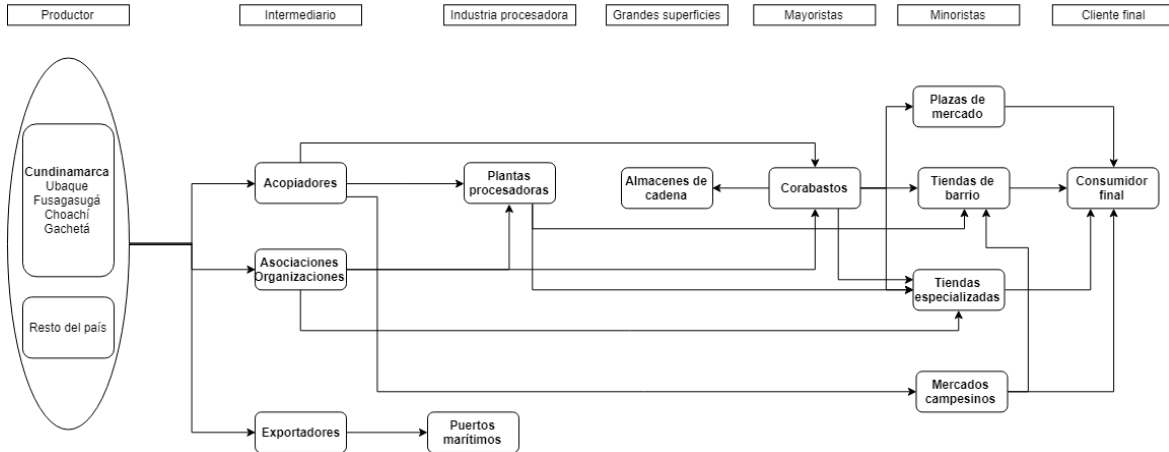 Productor
Intermediario
Industria procesadora
Grandes superficies
Mayoristas
Minoristas
Cliente final
Cundinamarca
Ubaque
Fusagasugá
Choachí
Gachetá
Resto del país
Acopiadores
Asociaciones
Organizaciones
Exportadores
Plantas
procesadoras
Puertos
marítimos
Almacenes de
cadena
Corabastos
Plazas de
mercado
Tiendas de
barrio
Tiendas
especializadas
Mercados
campesinos
Consumidor
final